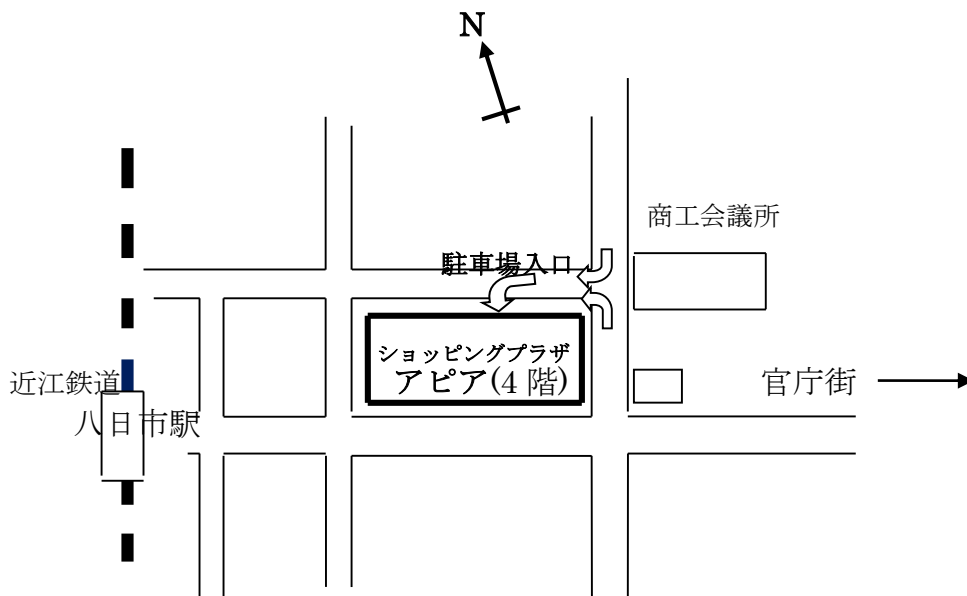 N
商工会議所
駐車場入口
ショッピングプラザ
アピア(4 階)
近江鉄道
八日市駅
官庁街